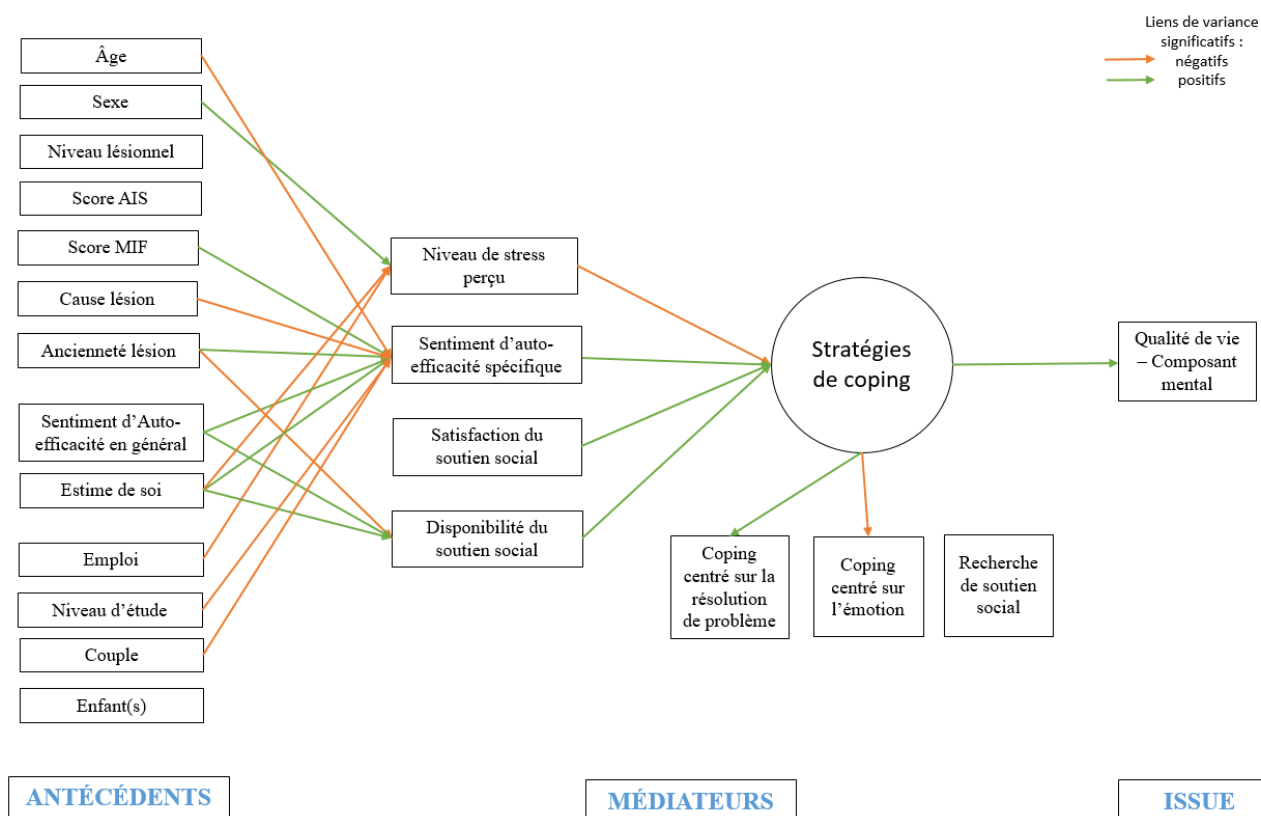 Liens de variance
significatifs :
négatifs
positifs
Âge
Sexe
Niveau lésionnel
Score AIS
Score MIF
Cause lésion
Ancienneté lésion
Sentiment d'Auto-
efficacité en général
Estime de soi
Emploi
Niveau d'étude
Couple
Enfant(s)
Niveau de stress
perçu
Sentiment d'auto-
efficacité spécifique
Satisfaction du
soutien social
Disponibilité du
soutien social
Stratégies
de coping
Coping
centré sur la
résolution
de problème
Coping
centré sur
l'émotion
Recherche
de soutien
social
Qualité de vie
– Composant
mental
ANTÉCÉDENTS
MÉDIATEURS
ISSUE